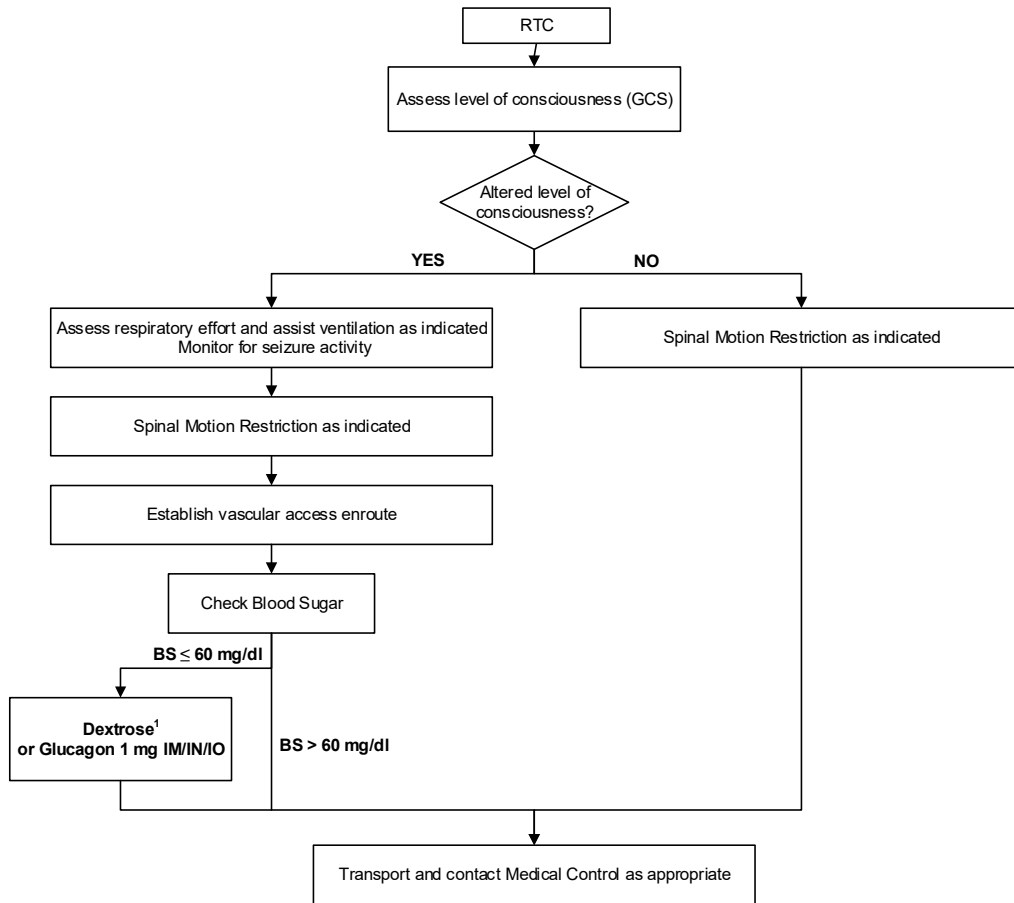 RTC
Assess level of consciousness (GCS)
Altered level of
consciousness?
YES
NO
Assess respiratory effort and assist ventilation as indicated
Monitor for seizure activity
Spinal Motion Restriction as indicated
Spinal Motion Restriction as indicated
Establish vascular access enroute
Check Blood Sugar
BS ≤ 60 mg/dl
Dextrose¹
or Glucagon 1 mg IM/IN/IO
BS > 60 mg/dl
Transport and contact Medical Control as appropriate